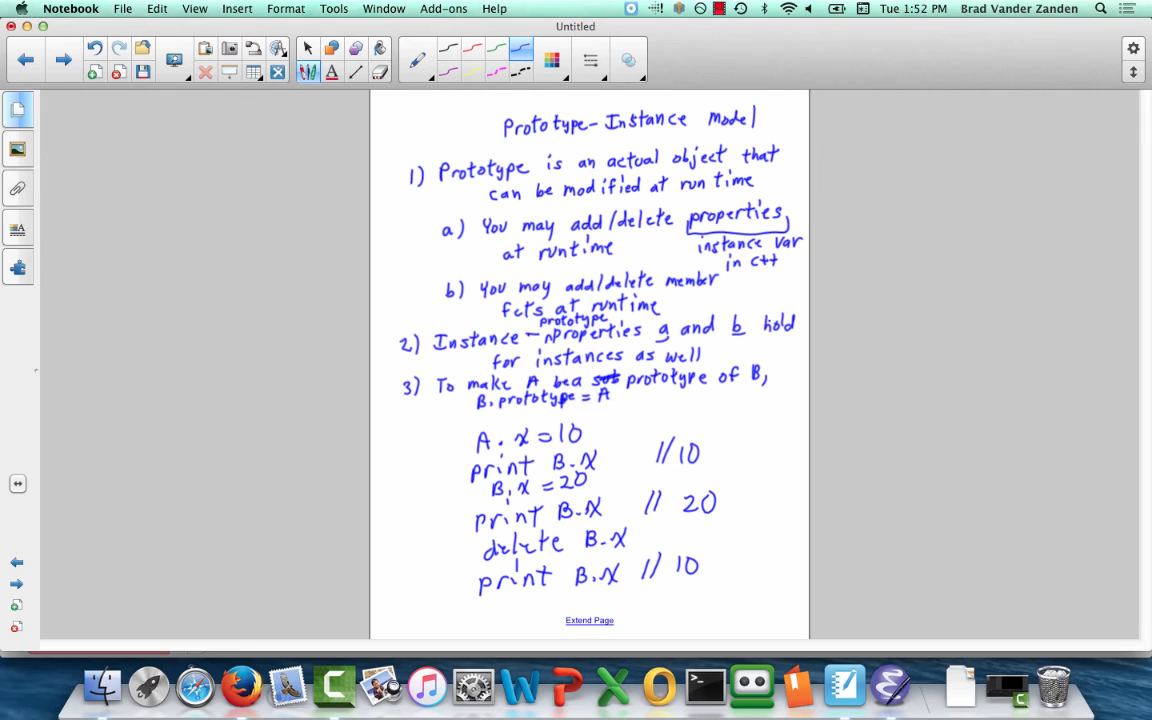 Notebook File Edit View Insert Format Tools Window Add-ons Help Tue 1:52 PM Brad Vander Zanden
Untitled
Prototype-Instance Model
1) Prototype is an actual object that
can be modified at run time
a) You may add/delete properties,
at runtime instance var
in c++
b) You may add/delete member
fcts at runtime
prototype
2) Instance - Properties a and b hold
for instances as well
3) To make A be a prototype of B,
B.prototype = A
A.x = 10
print B.x //10
B.x = 20
print B.x // 20
delete B.x
print B.x // 10
Extend Page